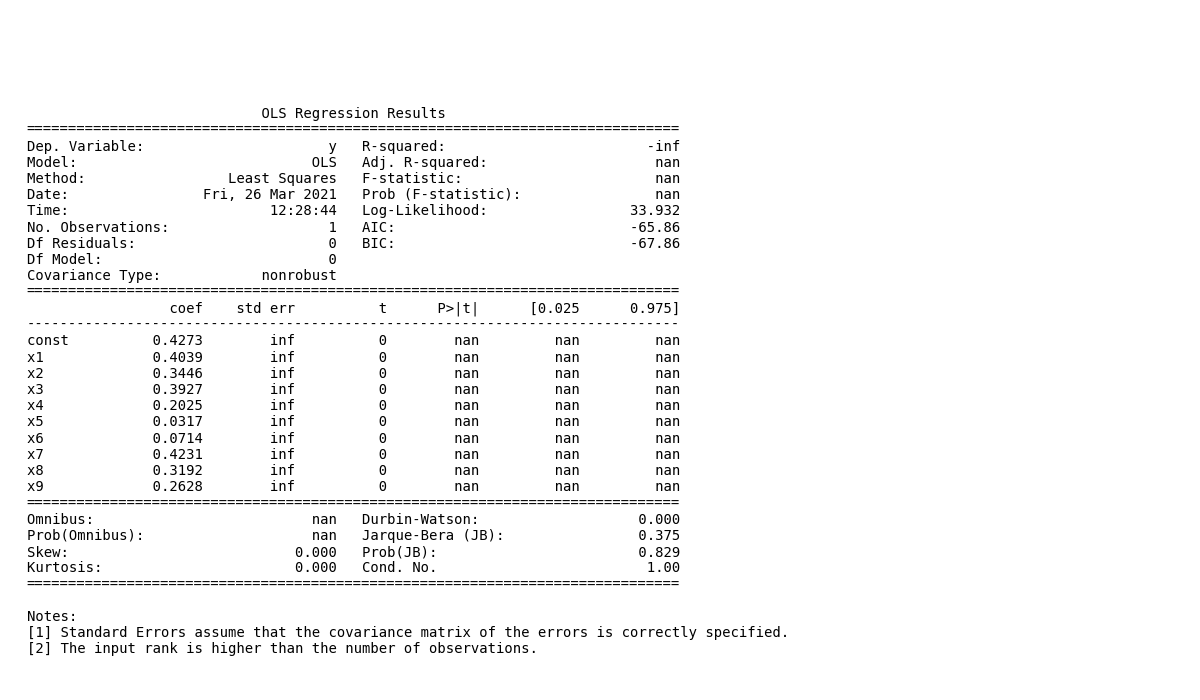 OLS Regression Results
==============================================================================
Dep. Variable:                      y   R-squared:                        -inf
Model:                            OLS   Adj. R-squared:                    nan
Method:                 Least Squares   F-statistic:                       nan
Date:                Fri, 26 Mar 2021   Prob (F-statistic):                nan
Time:                        12:28:44   Log-Likelihood:                 33.932
No. Observations:                   1   AIC:                            -65.86
Df Residuals:                       0   BIC:                            -67.86
Df Model:                           0
Covariance Type:            nonrobust
==============================================================================
                 coef    std err          t      P>|t|      [0.025      0.975]
------------------------------------------------------------------------------
const          0.4273        inf          0        nan         nan         nan
x1             0.4039        inf          0        nan         nan         nan
x2             0.3446        inf          0        nan         nan         nan
x3             0.3927        inf          0        nan         nan         nan
x4             0.2025        inf          0        nan         nan         nan
x5             0.0317        inf          0        nan         nan         nan
x6             0.0714        inf          0        nan         nan         nan
x7             0.4231        inf          0        nan         nan         nan
x8             0.3192        inf          0        nan         nan         nan
x9             0.2628        inf          0        nan         nan         nan
==============================================================================
Omnibus:                          nan   Durbin-Watson:                   0.000
Prob(Omnibus):                    nan   Jarque-Bera (JB):                0.375
Skew:                           0.000   Prob(JB):                        0.829
Kurtosis:                       0.000   Cond. No.                         1.00
==============================================================================

Notes:
[1] Standard Errors assume that the covariance matrix of the errors is correctly specified.
[2] The input rank is higher than the number of observations.